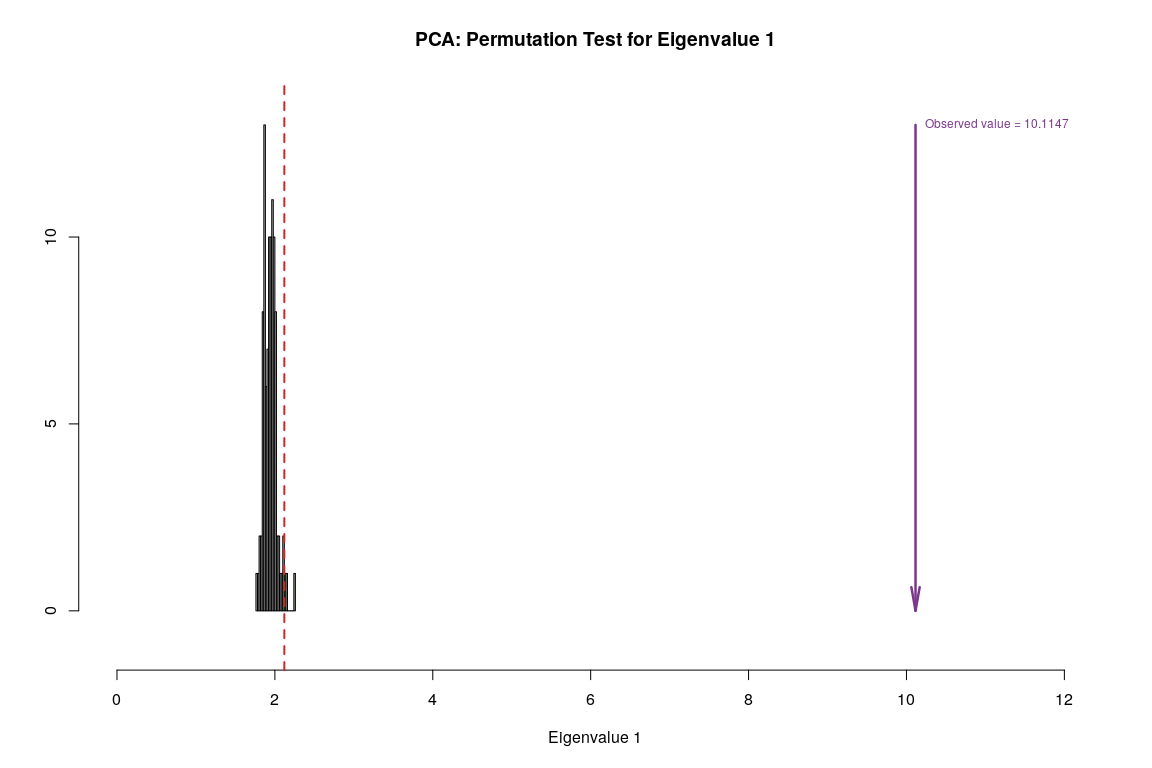 PCA: Permutation Test for Eigenvalue 1
Observed value = 10.1147
10
5
0
0 2 4 6 8 10 12
Eigenvalue 1